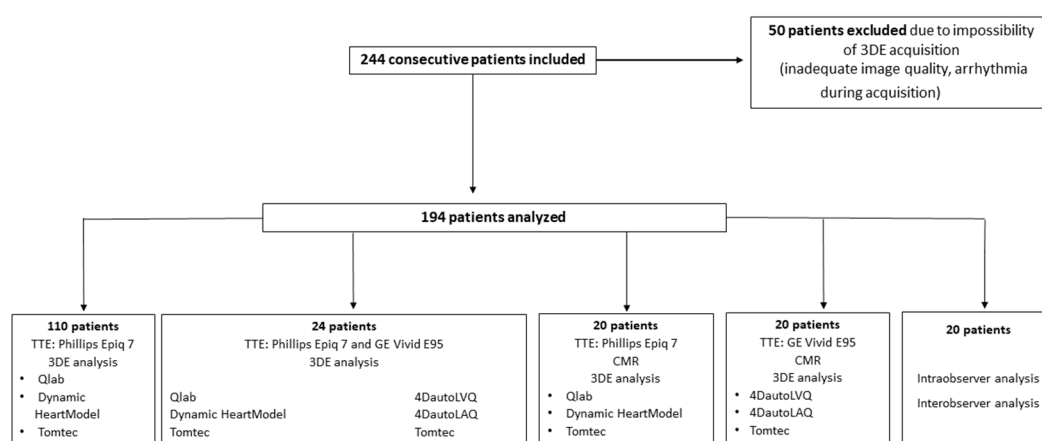 50 patients excluded due to impossibility
of 3DE acquisition
(inadequate image quality, arrhythmia
during acquisition)
244 consecutive patients included
194 patients analyzed
110 patients
TTE: Phillips Epiq 7
3DE analysis
• Qlab
• Dynamic
HeartModel
• Tomtec
24 patients
TTE: Phillips Epiq 7 and GE Vivid E95
3DE analysis
Qlab 4DautoLVQ
Dynamic HeartModel 4DautoLAQ
Tomtec Tomtec
20 patients
TTE: Phillips Epiq 7
CMR
3DE analysis
• Qlab
• Dynamic HeartModel
• Tomtec
20 patients
TTE: GE Vivid E95
CMR
3DE analysis
• 4DautoLVQ
• 4DautoLAQ
• Tomtec
20 patients
Intraobserver analysis
Interobserver analysis